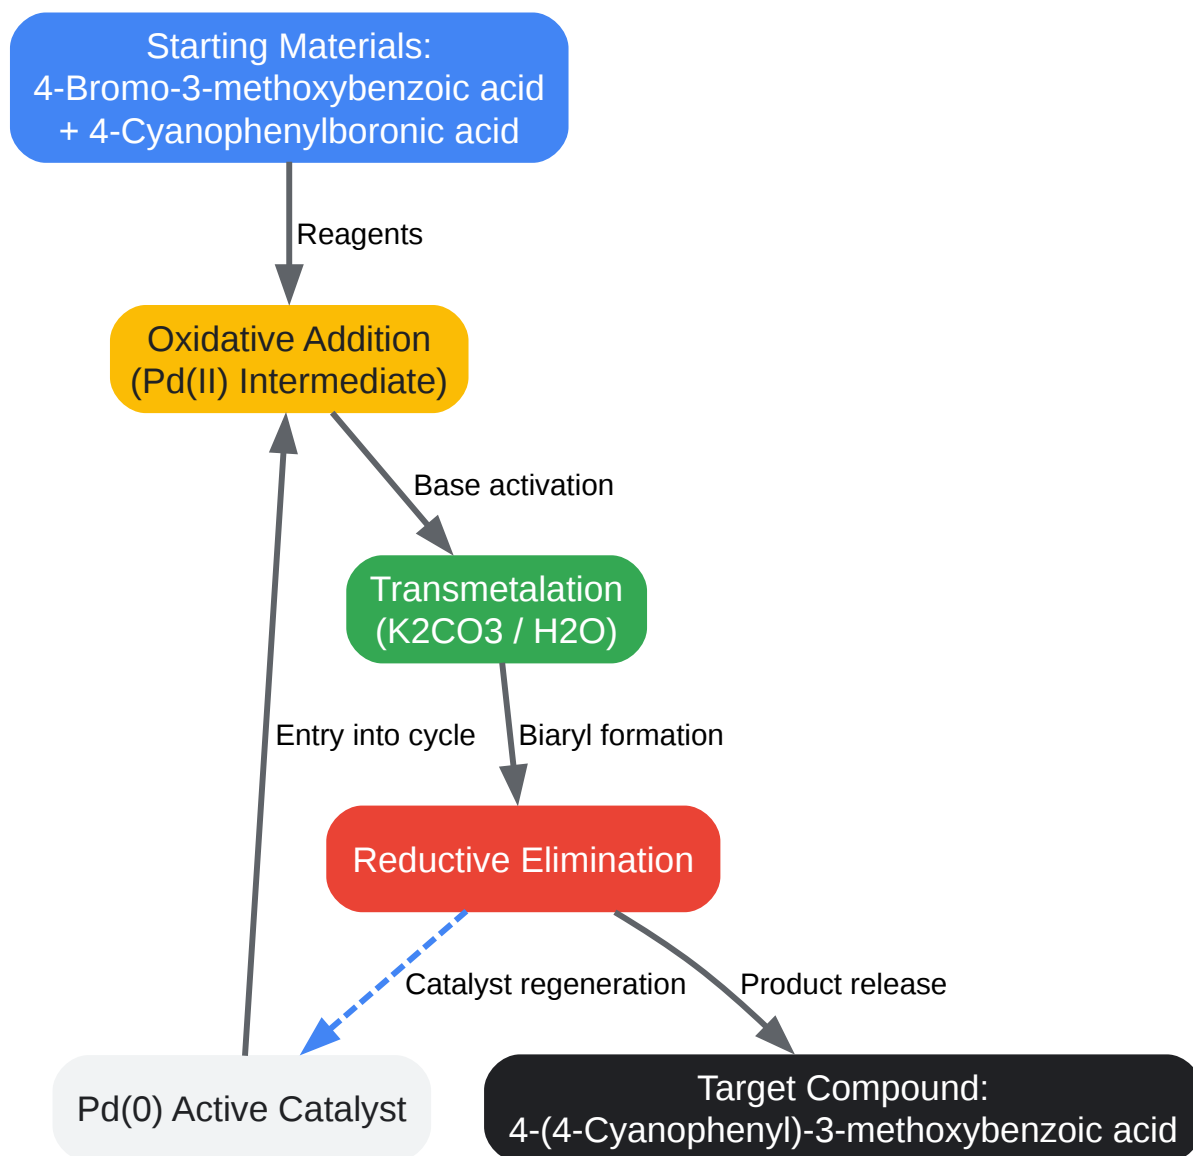 Starting Materials:
4-Bromo-3-methoxybenzoic acid
+ 4-Cyanophenylboronic acid
Reagents
Oxidative Addition
(Pd(II) Intermediate)
Base activation
Transmetalation
(K2CO3 / H2O)
Entry into cycle
Biaryl formation
Reductive Elimination
Catalyst regeneration
Product release
Pd(0) Active Catalyst
Target Compound:
4-(4-Cyanophenyl)-3-methoxybenzoic acid